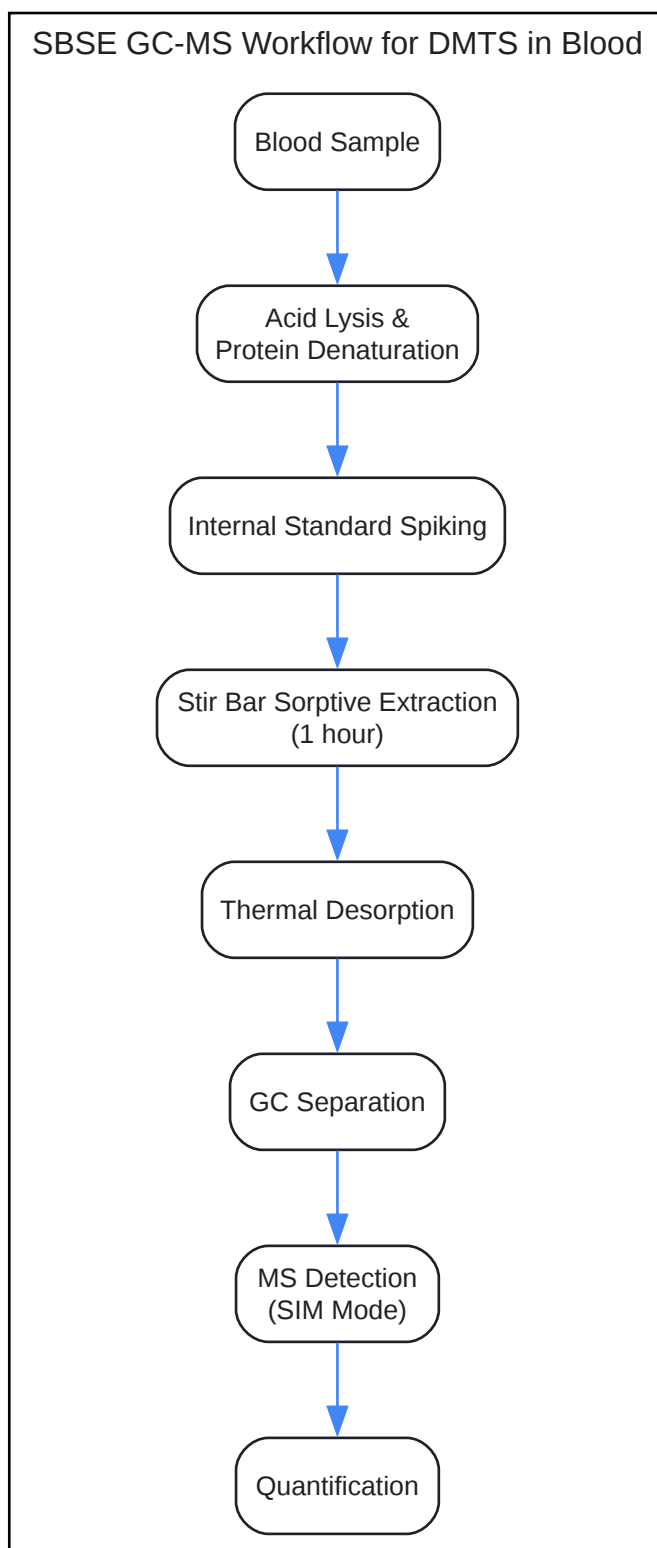 SBSE GC-MS Workflow for DMTS in Blood
Blood Sample
Acid Lysis &
Protein Denaturation
Internal Standard Spiking
Stir Bar Sorptive Extraction
(1 hour)
Thermal Desorption
GC Separation
MS Detection
(SIM Mode)
Quantification